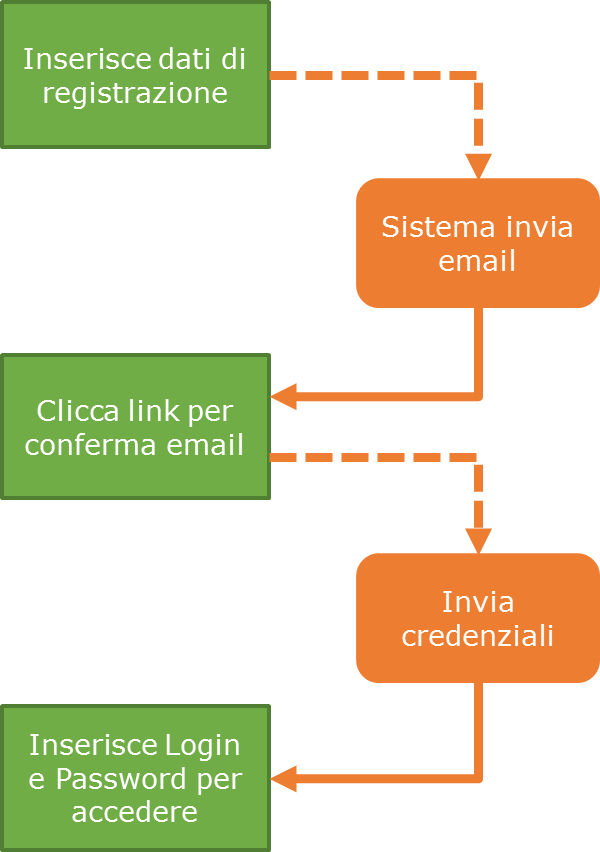 Inserisce dati di
registrazione
Sistema invia
email
Clicca link per
conferma email
Invia
credenziali
Inserisce Login
e Password per
accedere